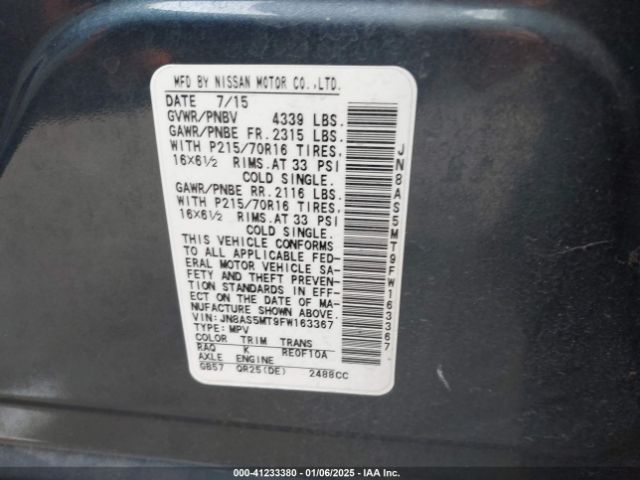 MFD BY NISSAN MOTOR CO.,LTD.
DATE 7/15
GVWR/PNBV 4339 LBS.
GAWR/PNBE FR. 2315 LBS.
WITH P215/70R16 TIRES,
16X6½ RIMS. AT 33 PSI
COLD SINGLE.
GAWR/PNBE RR. 2116 LBS.
WITH P215/70R16 TIRES,
16X6½ RIMS. AT 33 PSI
COLD SINGLE.
THIS VEHICLE CONFORMS
TO ALL APPLICABLE FED-
ERAL MOTOR VEHICLE SA-
FETY AND THEFT PREVEN-
TION STANDARDS IN EFF-
ECT ON THE DATE OF MA-
NUFACTURE SHOWN ABOVE.
VIN: JN8AS5MT9FW163367
TYPE: MPV
COLOR TRIM TRANS
RAQ K RE0F10A
AXLE ENGINE
GB57 QR25(DE) 2488CC
JN8AS5MT9FW163367
000-41233380 - 01/06/2025 - IAA Inc.